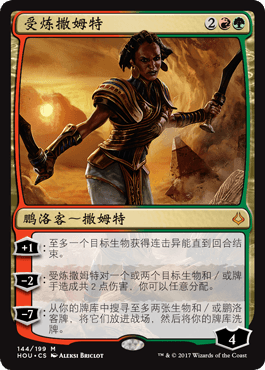 受炼撒姆特
2
鹏洛客～撒姆特
+1:至多一个目标生物获得连击异能直到回合结
束。
-2:受炼撒姆特对一个或两个目标生物和／或牌
手造成共2点伤害，你可以任意分配。
-7:从你的牌库中搜寻至多两张生物和／或鹏洛
客牌，将它们放进战场，然后将你的牌库洗
牌。
4
144/199 M
HOU • CS ALEKSI BRICLOT
™ & © 2017 Wizards of the Coast